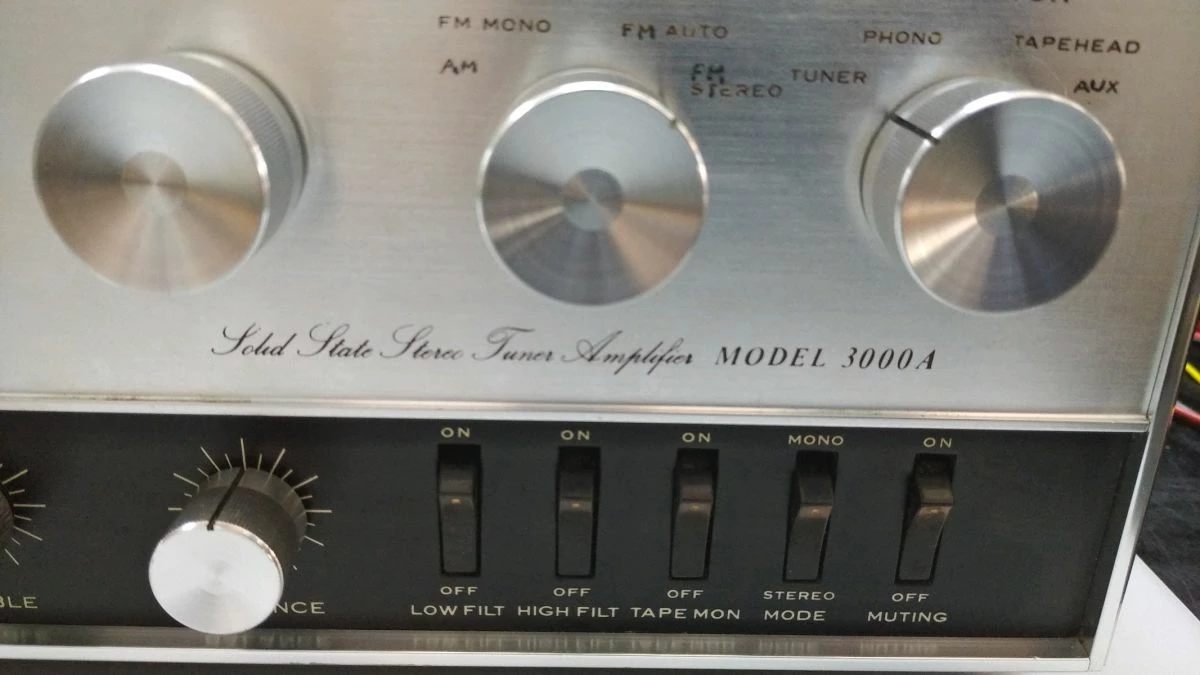 FM MONO
FM AUTO
AM
FM
STEREO
PHONO
TAPEHEAD
TUNER
AUX
Solid State Stereo Tuner Amplifier MODEL 3000A
ON ON ON MONO ON
OFF OFF OFF STEREO OFF
LOW FILT HIGH FILT TAPE MON MODE MUTING
BLE
NCE